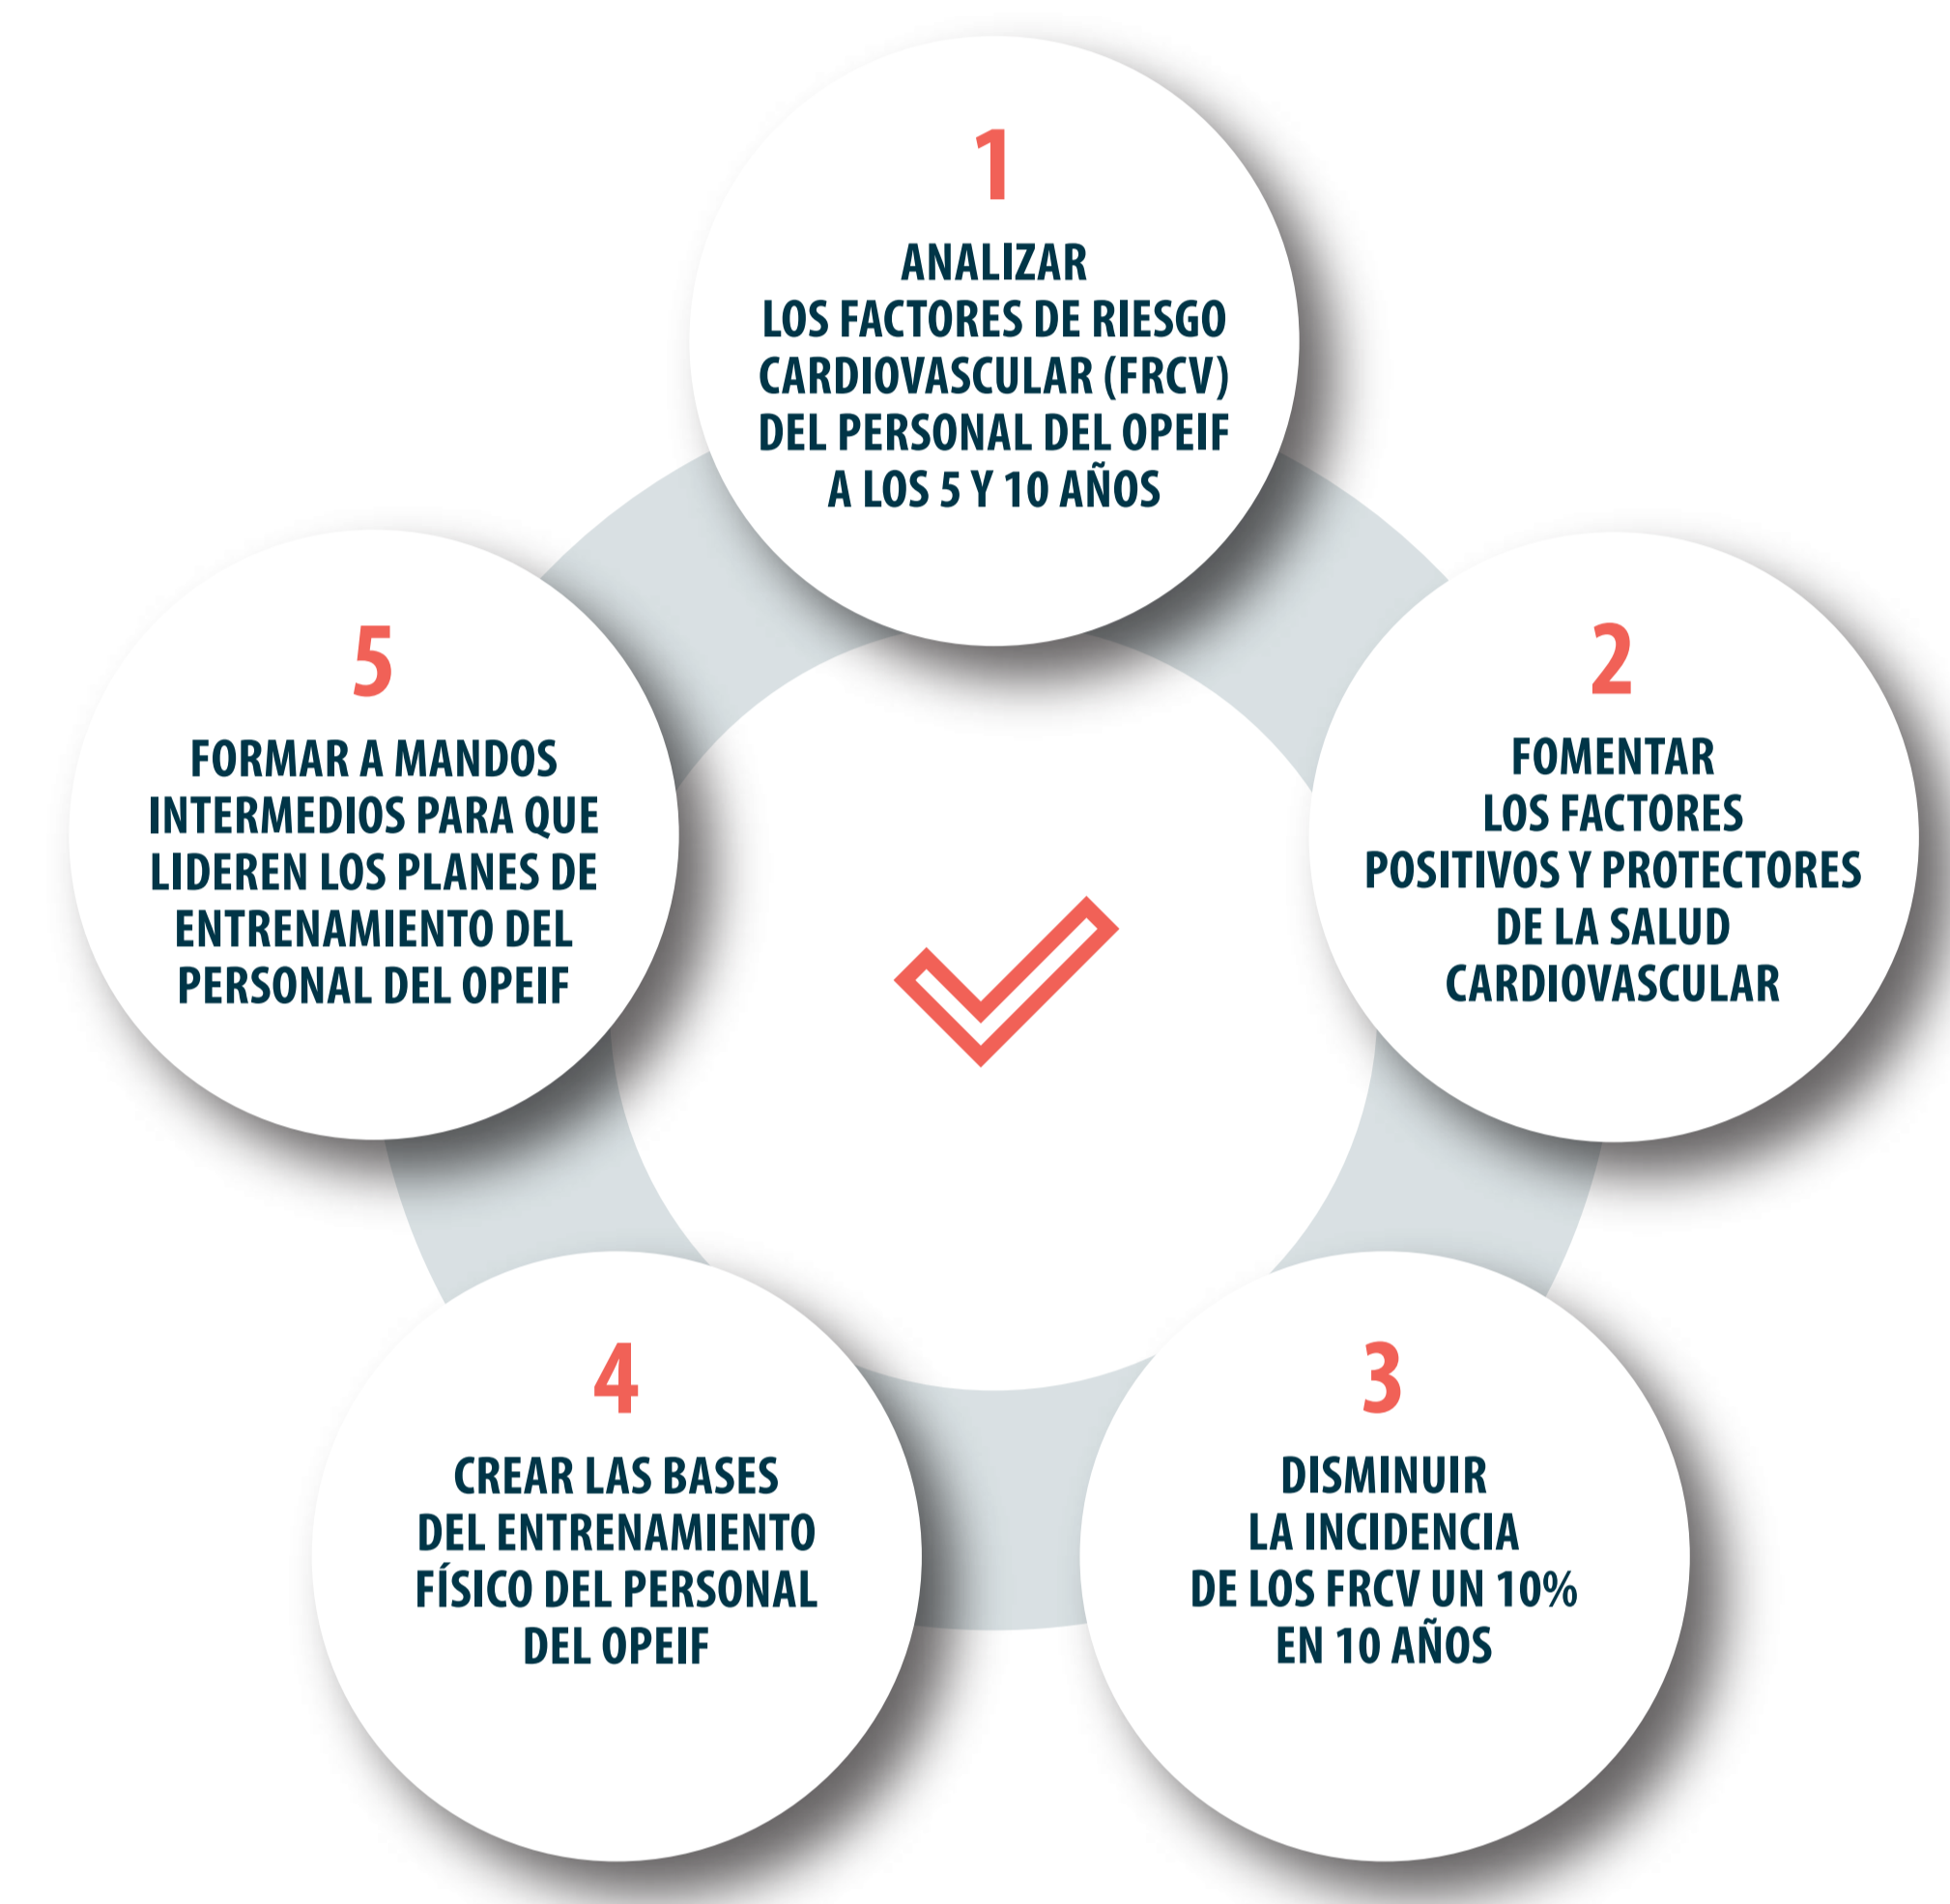 1
ANALIZAR
LOS FACTORES DE RIESGO
CARDIOVASCULAR (FRCV)
DEL PERSONAL DEL OPEIF
A LOS 5 Y 10 AÑOS
2
FOMENTAR
LOS FACTORES
POSITIVOS Y PROTECTORES
DE LA SALUD
CARDIOVASCULAR
3
DISMINUIR
LA INCIDENCIA
DE LOS FRCV UN 10%
EN 10 AÑOS
4
CREAR LAS BASES
DEL ENTRENAMIENTO
FÍSICO DEL PERSONAL
DEL OPEIF
5
FORMAR A MANDOS
INTERMEDIOS PARA QUE
LIDEREN LOS PLANES DE
ENTRENAMIENTO DEL
PERSONAL DEL OPEIF